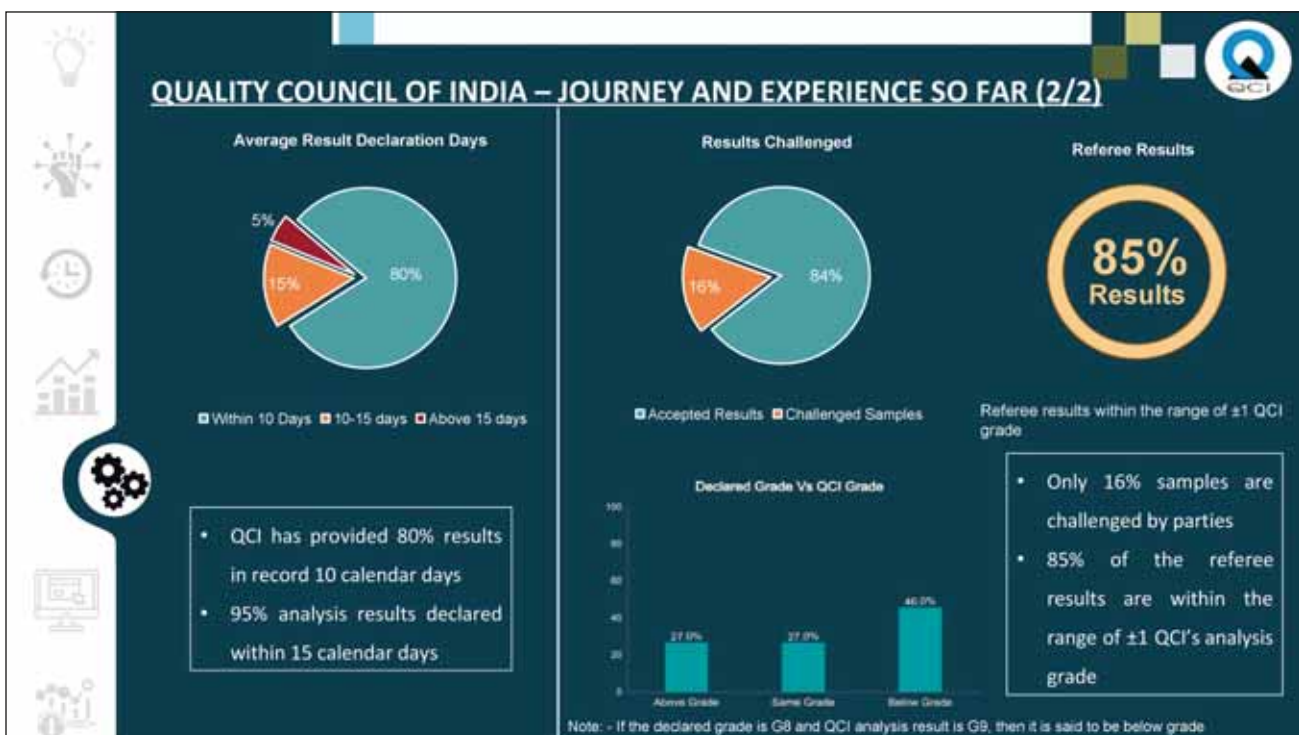 QCI
QUALITY COUNCIL OF INDIA – JOURNEY AND EXPERIENCE SO FAR (2/2)
Average Result Declaration Days
5%
15%
80%
Within 10 Days 10-15 days Above 15 days
• QCI has provided 80% results
in record 10 calendar days
• 95% analysis results declared
within 15 calendar days
Results Challenged
16%
84%
Accepted Results Challenged Samples
Referee Results
85%
Results
Referee results within the range of ±1 QCI
grade
Declared Grade Vs QCI Grade
100
80
60
40
20
0
27.0%
27.0%
46.0%
Above Grade
Same Grade
Below Grade
• Only 16% samples are
challenged by parties
• 85% of the referee
results are within the
range of ±1 QCI's analysis
grade
Note: - If the declared grade is G8 and QCI analysis result is G9, then it is said to be below grade